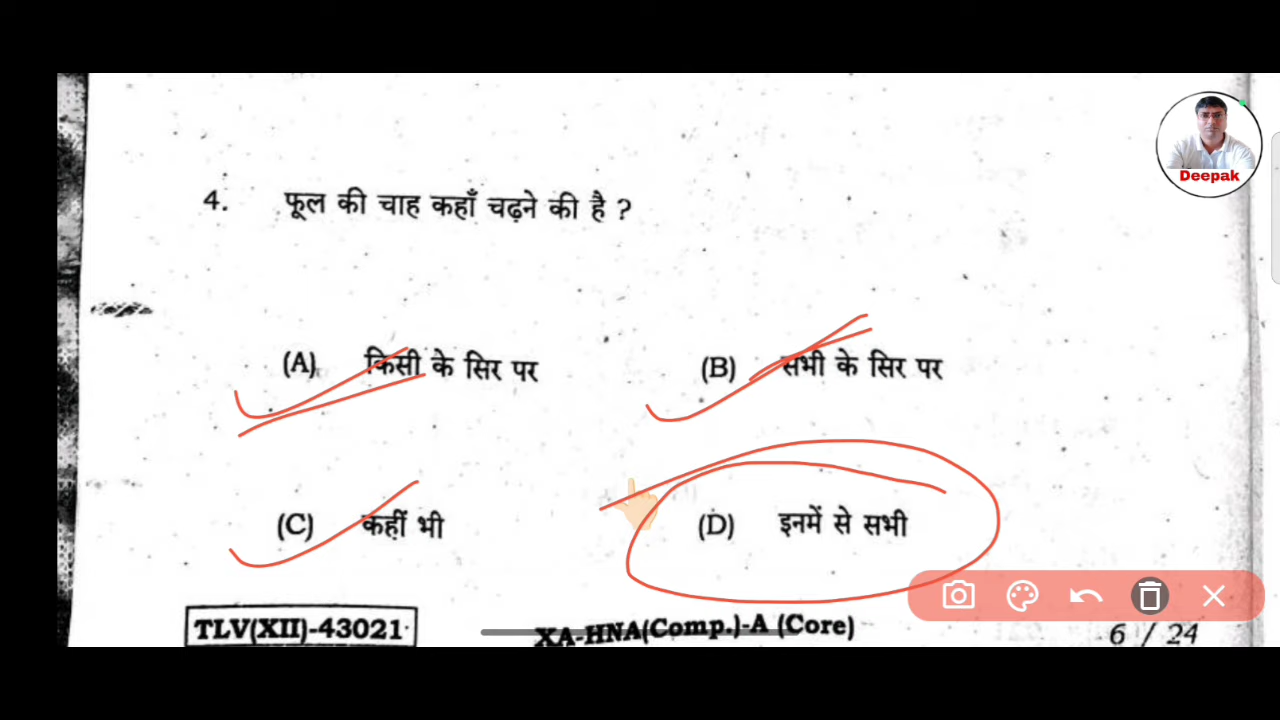 Deepak
4. फूल की चाह कहाँ चढ़ने की है ?
(A) किसी के सिर पर
(B) सभी के सिर पर
(C) कहीं भी
(D) इनमें से सभी
TLV(XII)-43021
XA-HNA(Comp.)-A (Core)
6 / 24